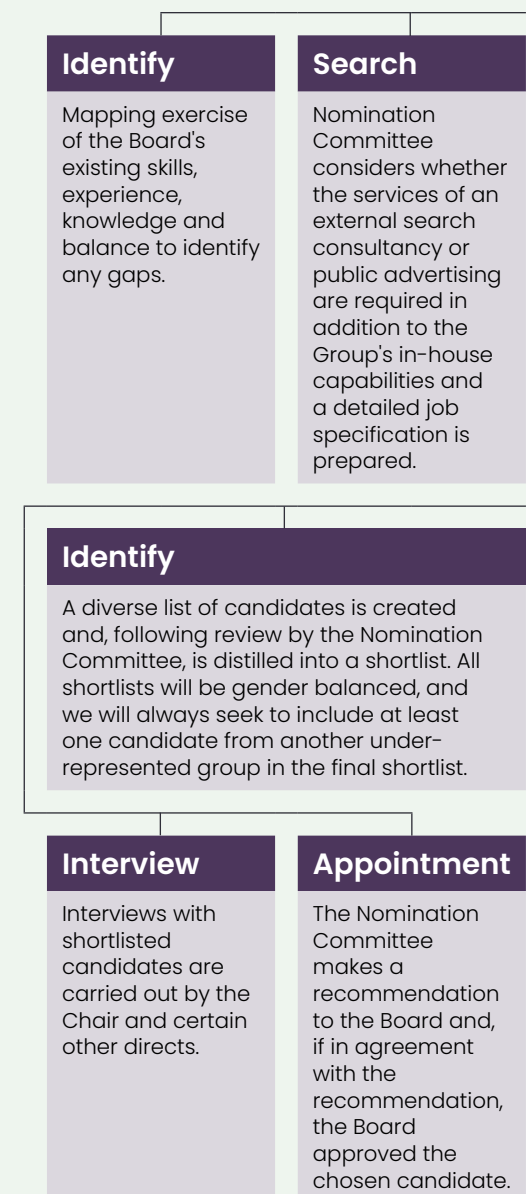 Identify
Mapping exercise
of the Board's
existing skills,
experience,
knowledge and
balance to identify
any gaps.
Search
Nomination
Committee
considers whether
the services of an
external search
consultancy or
public advertising
are required in
addition to the
Group's in-house
capabilities and
a detailed job
specification is
prepared.
Identify
A diverse list of candidates is created
and, following review by the Nomination
Committee, is distilled into a shortlist. All
shortlists will be gender balanced, and
we will always seek to include at least
one candidate from another under-
represented group in the final shortlist.
Interview
Interviews with
shortlisted
candidates are
carried out by the
Chair and certain
other directs.
Appointment
The Nomination
Committee
makes a
recommendation
to the Board and,
if in agreement
with the
recommendation,
the Board
approved the
chosen candidate.